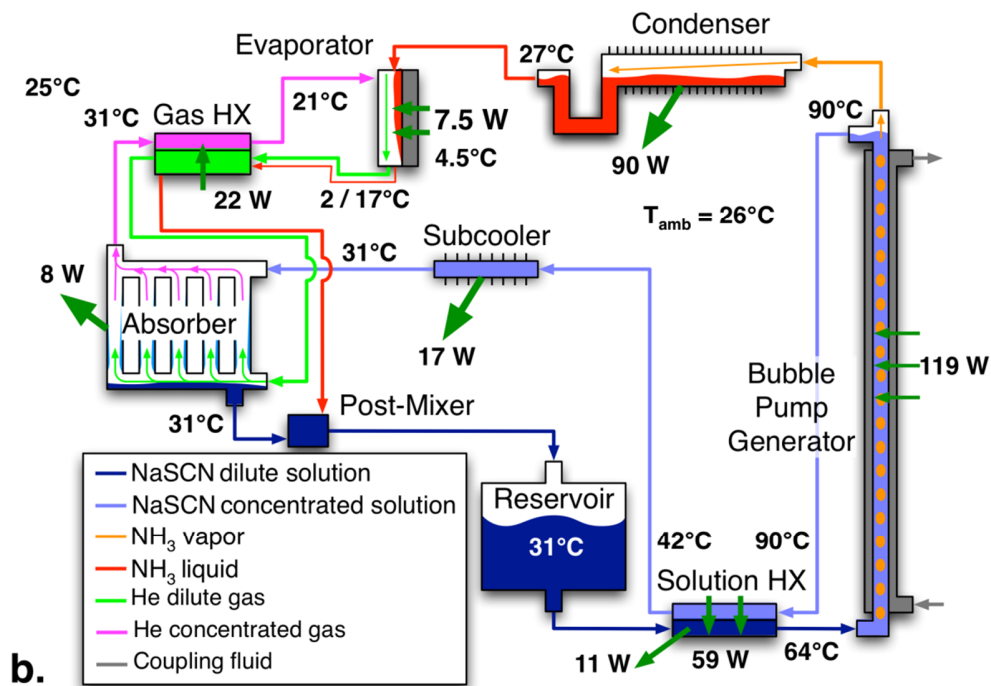 Condenser
Evaporator
27°C
25°C
21°C
90°C
31°C
Gas HX
7.5 W
4.5°C
90 W
22 W
2 / 17°C
T_amb = 26°C
Subcooler
31°C
8 W
Absorber
17 W
119 W
Bubble
Pump
Generator
31°C
Post-Mixer
NaSCN dilute solution
NaSCN concentrated solution
NH₃ vapor
NH₃ liquid
He dilute gas
He concentrated gas
Coupling fluid
Reservoir
31°C
42°C
90°C
Solution HX
11 W
59 W
64°C
b.